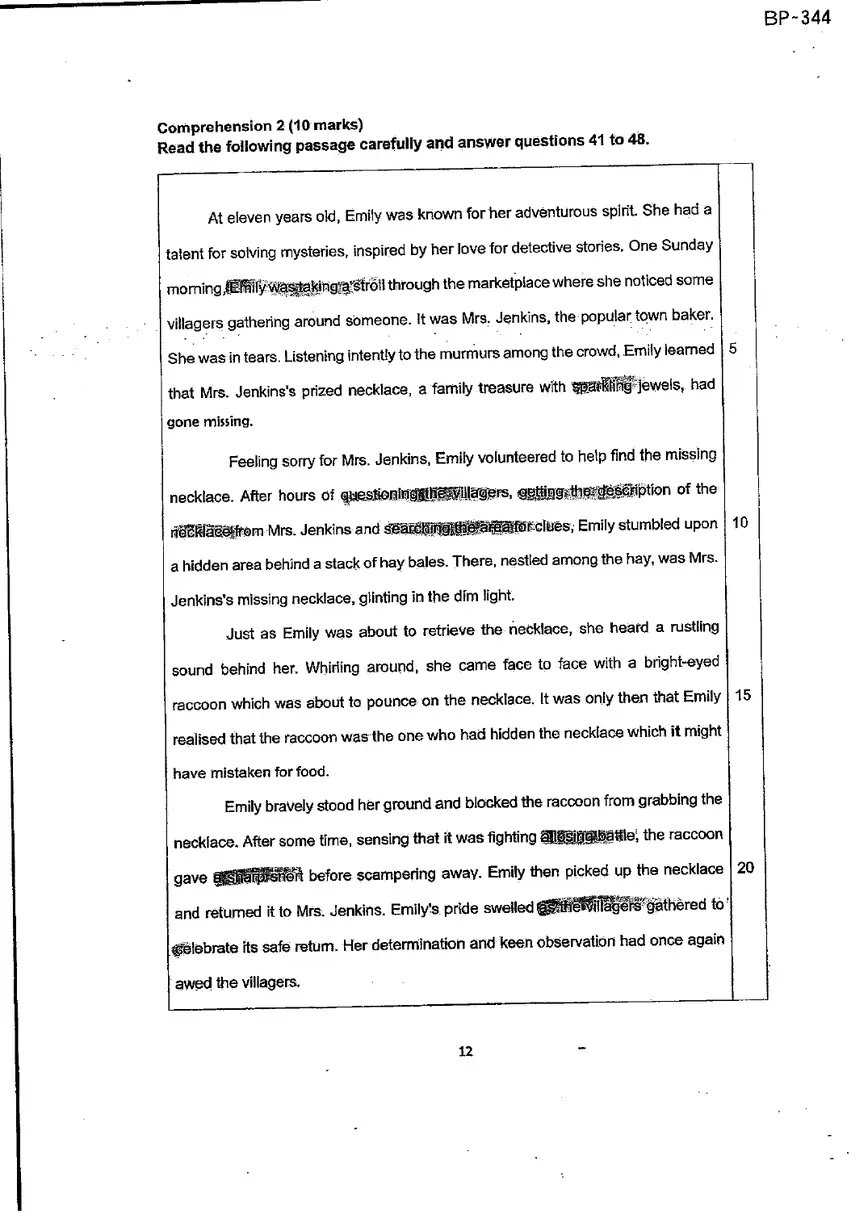 BP-344
Comprehension 2 (10 marks)
Read the following passage carefully and answer questions 41 to 48.
At eleven years old, Emily was known for her adventurous spirit. She had a
talent for solving mysteries, inspired by her love for detective stories. One Sunday
morning, Emily was taking a stroll through the marketplace where she noticed some
villagers gathering around someone. It was Mrs. Jenkins, the popular town baker.
She was in tears. Listening intently to the murmurs among the crowd, Emily learned 5
that Mrs. Jenkins's prized necklace, a family treasure with sparkling jewels, had
gone missing.
Feeling sorry for Mrs. Jenkins, Emily volunteered to help find the missing
necklace. After hours of questioning the villagers, getting the description of the
necklace from Mrs. Jenkins and searching the area for clues, Emily stumbled upon 10
a hidden area behind a stack of hay bales. There, nestled among the hay, was Mrs.
Jenkins's missing necklace, glinting in the dim light.
Just as Emily was about to retrieve the necklace, she heard a rustling
sound behind her. Whirling around, she came face to face with a bright-eyed
raccoon which was about to pounce on the necklace. It was only then that Emily 15
realised that the raccoon was the one who had hidden the necklace which it might
have mistaken for food.
Emily bravely stood her ground and blocked the raccoon from grabbing the
necklace. After some time, sensing that it was fighting a losing battle, the raccoon
gave before scampering away. Emily then picked up the necklace 20
and returned it to Mrs. Jenkins. Emily's pride swelled as the villagers gathered to
celebrate its safe return. Her determination and keen observation had once again
awed the villagers.
12